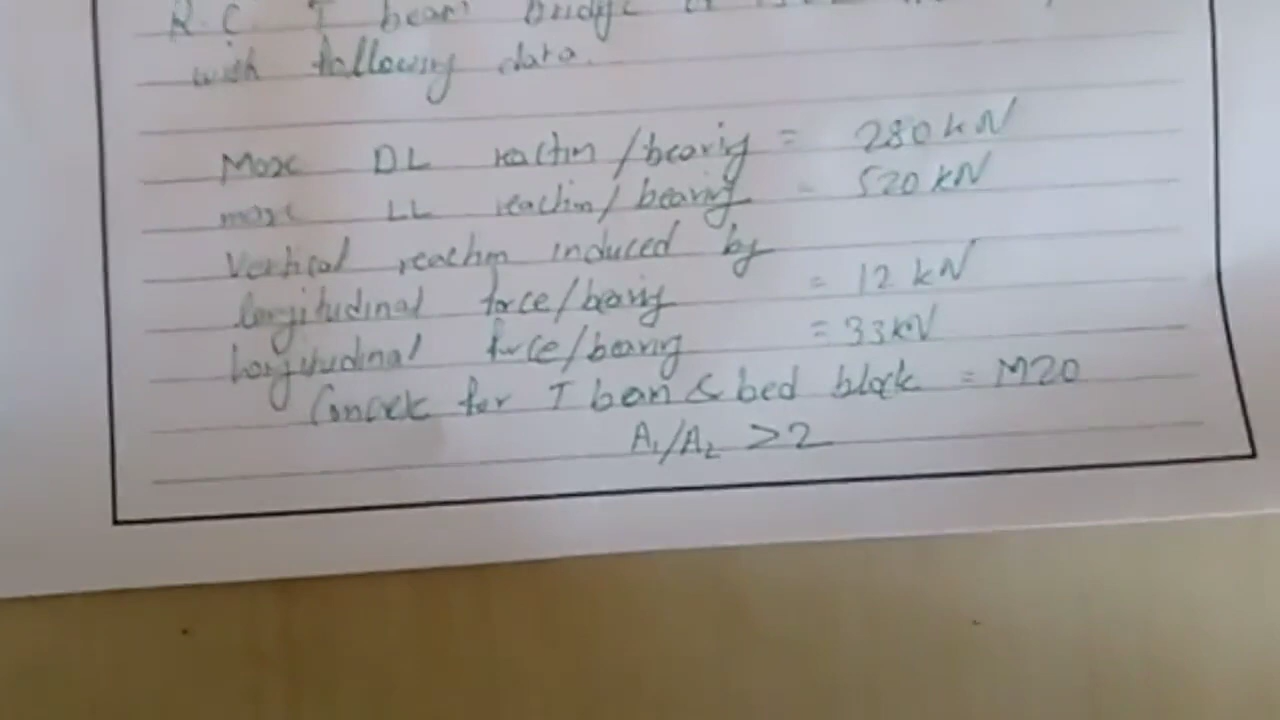 R.C T beam bridge
with following data.
Max DL reaction/bearing = 280 kN
max LL reaction/bearing = 520 kN
Vertical reaction induced by
longitudinal force/bearing = 12 kN
Longitudinal force/bearing = 33 kN
Concrete for T beam & bed block = M20
A₁/A₂ > 2